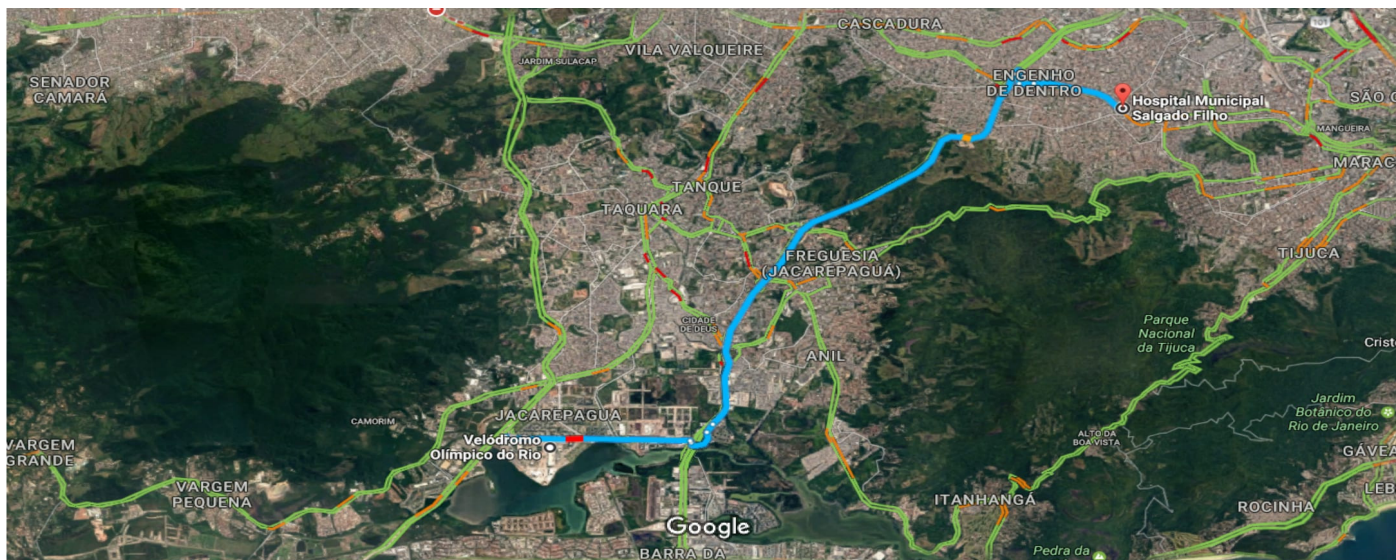 CASCADURA
101
VILA VALQUEIRE
JARDIM SULACAP
SENADOR
CAMARÁ
ENGENHO
DE DENTRO
Hospital Municipal
Salgado Filho
SÃO C
MANGUEIRA
MARAC
TANQUE
TAQUARA
FREGUESIA
(JACAREPAGUÁ)
TIJUCA
CIDADE
DE DEUS
Parque
Nacional
da Tijuca
Cristo
ANIL
JACAREPAGUÁ
CAMORIM
Jardim
Botânico do
Rio de Janeiro
ALTO DA
BOA VISTA
Velódromo
Olímpico do Rio
VARGEM
GRANDE
GÁVEA
VARGEM
PEQUENA
ITANHANGÁ
LEB
ROCINHA
Google
BARRA DA
Pedra da